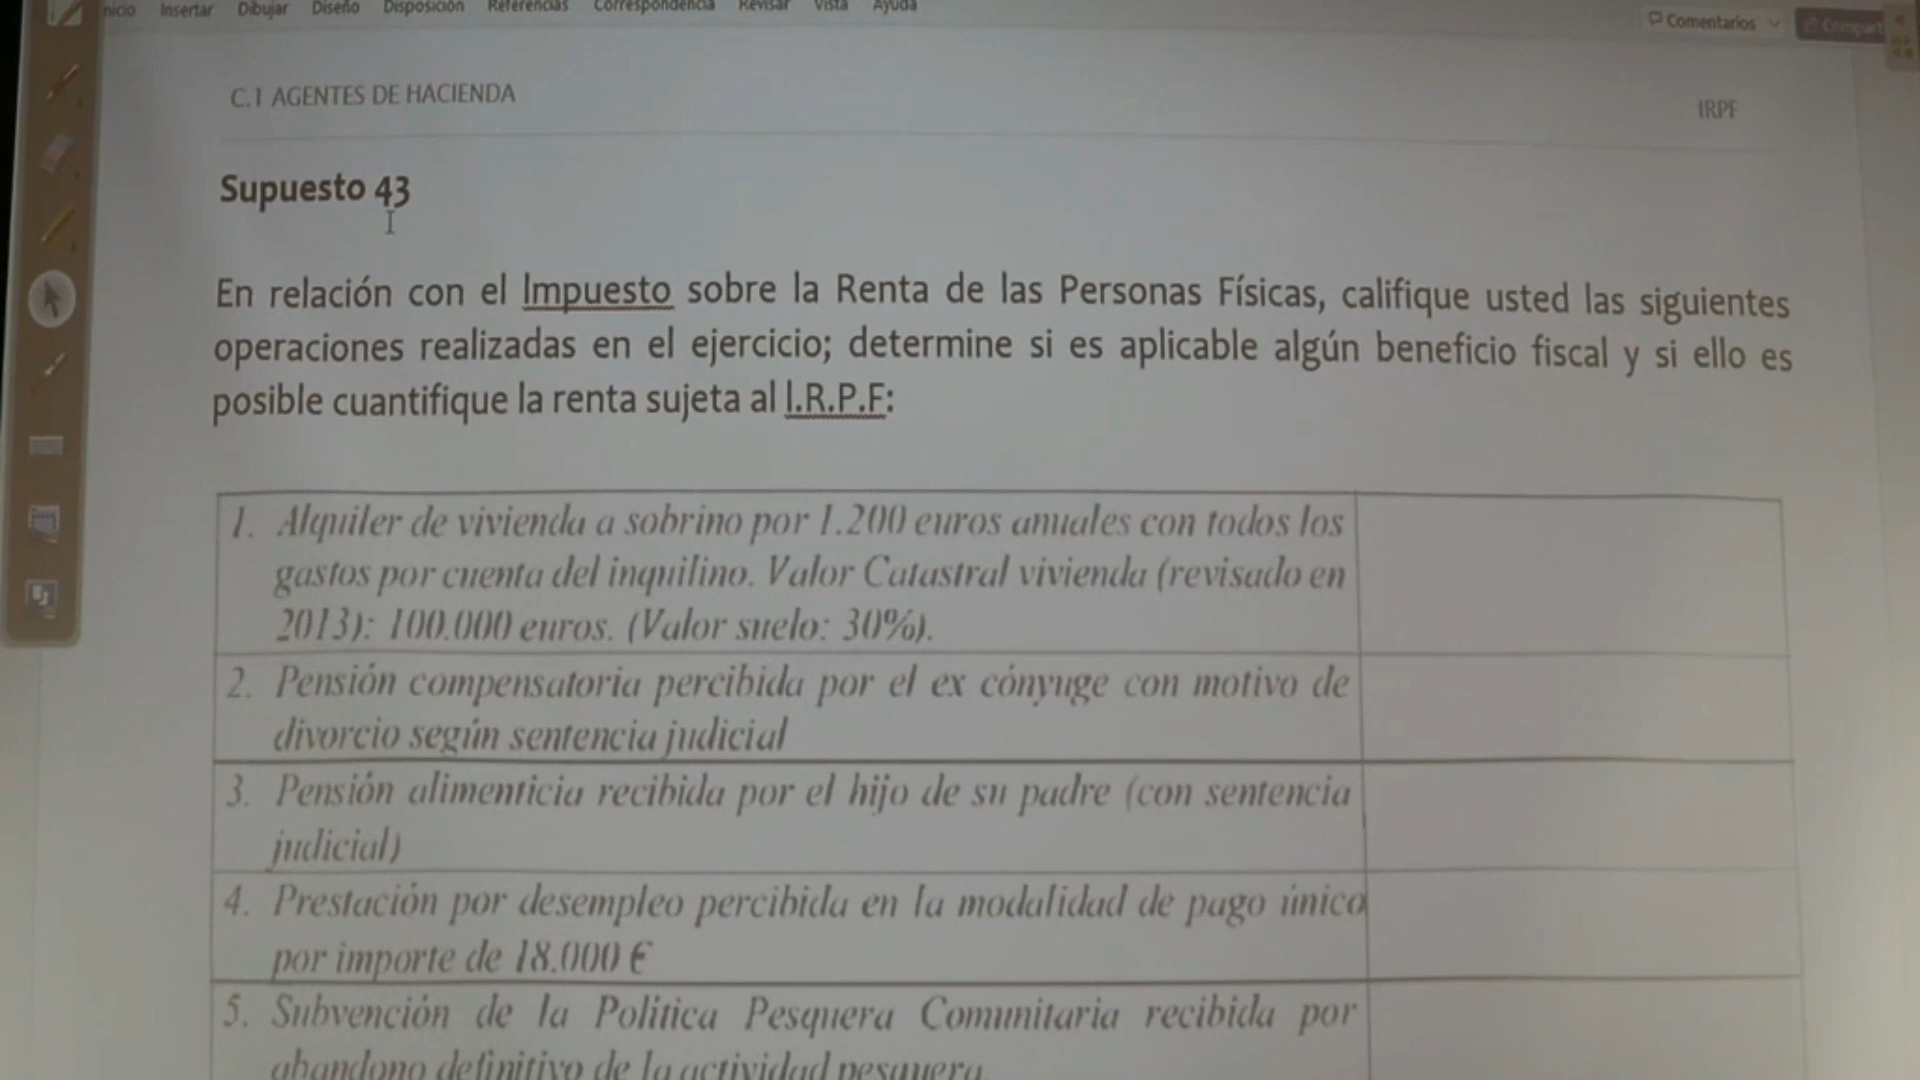 Inicio Insertar Dibujar Diseño Disposición Referencias Correspondencia Revisar Vista Ayuda
Comentarios
C.1 AGENTES DE HACIENDA
IRPF
Supuesto 43
En relación con el Impuesto sobre la Renta de las Personas Físicas, califique usted las siguientes
operaciones realizadas en el ejercicio; determine si es aplicable algún beneficio fiscal y si ello es
posible cuantifique la renta sujeta al I.R.P.F:
1. Alquiler de vivienda a sobrino por 1.200 euros anuales con todos los
gastos por cuenta del inquilino. Valor Catastral vivienda (revisado en
2013): 100.000 euros. (Valor suelo: 30%).
2. Pensión compensatoria percibida por el ex cónyuge con motivo de
divorcio según sentencia judicial
3. Pensión alimenticia recibida por el hijo de su padre (con sentencia
judicial)
4. Prestación por desempleo percibida en la modalidad de pago único
por importe de 18.000 €
5. Subvención de la Política Pesquera Comunitaria recibida por
abandono definitivo de la actividad pesquera